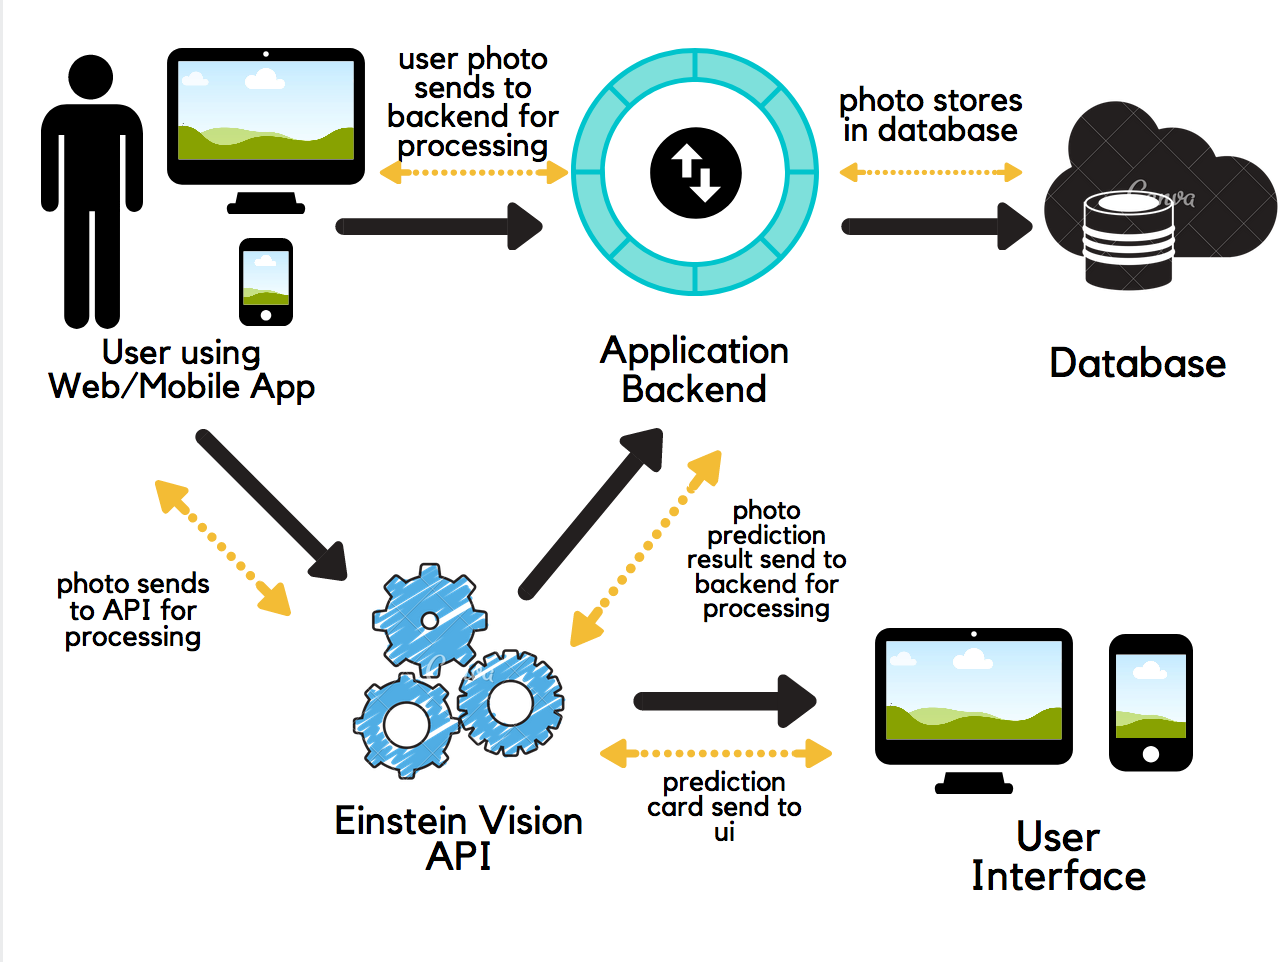 user photo
sends to
backend for
processing
photo stores
in database
Canva
User using
Web/Mobile App
Application
Backend
Database
photo sends
to API for
processing
photo
prediction
result send to
backend for
processing
Canva
prediction
card send to
ui
Einstein Vision
API
User
Interface